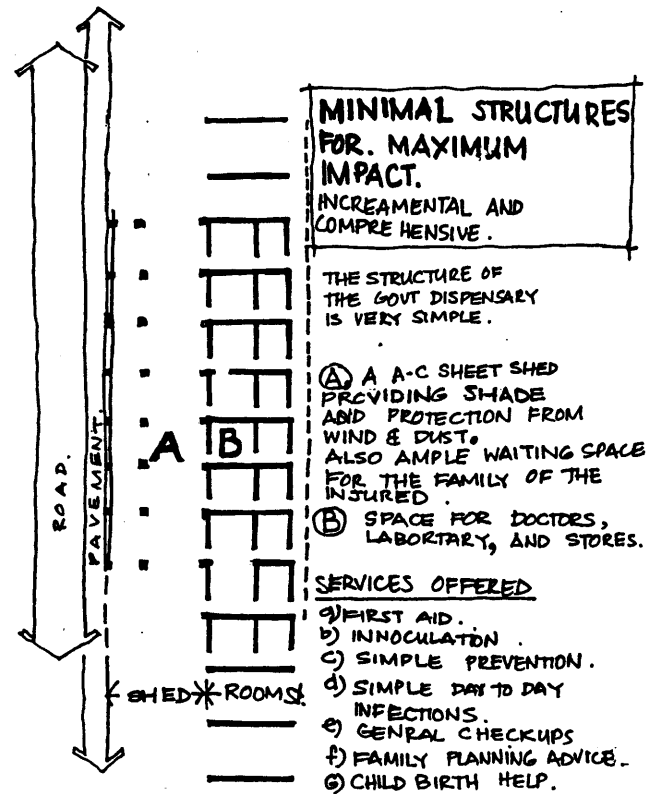 MINIMAL STRUCTURES
FOR. MAXIMUM
IMPACT.
INCREAMENTAL AND
COMPREHENSIVE.
THE STRUCTURE OF
THE GOVT DISPENSARY
IS VERY SIMPLE.
A. A A-C SHEET SHED
PROVIDING SHADE
AND PROTECTION FROM
WIND & DUST.
ALSO AMPLE WAITING SPACE
FOR THE FAMILY OF THE
INJURED.
B SPACE FOR DOCTORS,
LABORTARY, AND STORES.
SERVICES OFFERED
a) FIRST AID.
b) INNOCULATION.
c) SIMPLE PREVENTION.
d) SIMPLE DAY TO DAY
INFECTIONS.
e) GENRAL CHECKUPS
f) FAMILY PLANNING ADVICE.
G) CHILD BIRTH HELP.
ROAD.
PAVEMENT.
A
B
SHED
ROOMS.